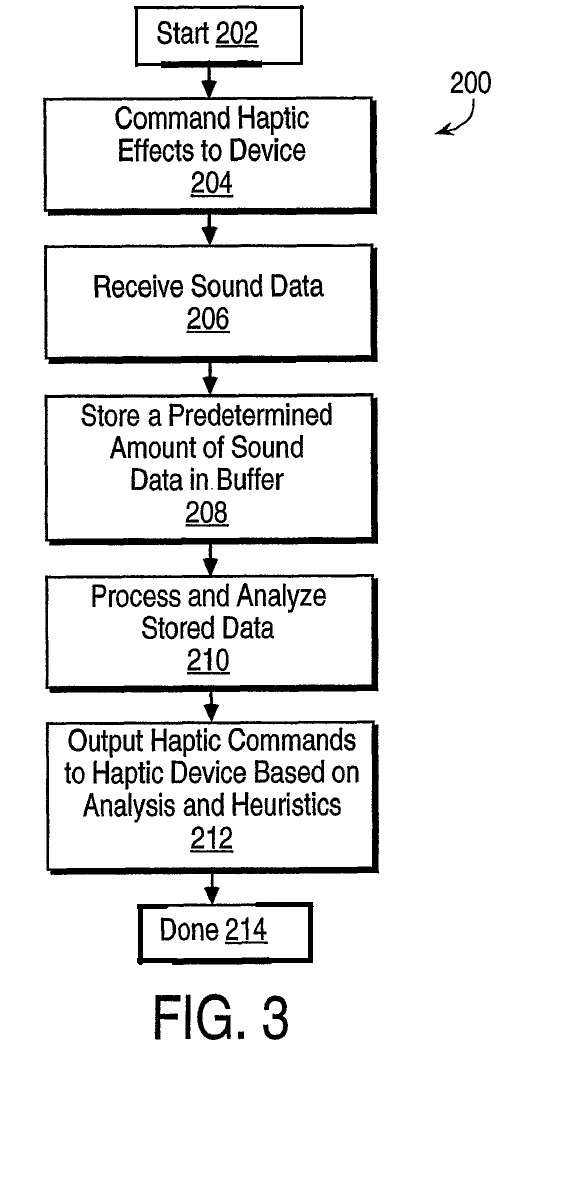 Start 202
200
Command Haptic
Effects to Device
204
Receive Sound Data
206
Store a Predetermined
Amount of Sound
Data in Buffer
208
Process and Analyze
Stored Data
210
Output Haptic Commands
to Haptic Device Based on
Analysis and Heuristics
212
Done 214
FIG. 3